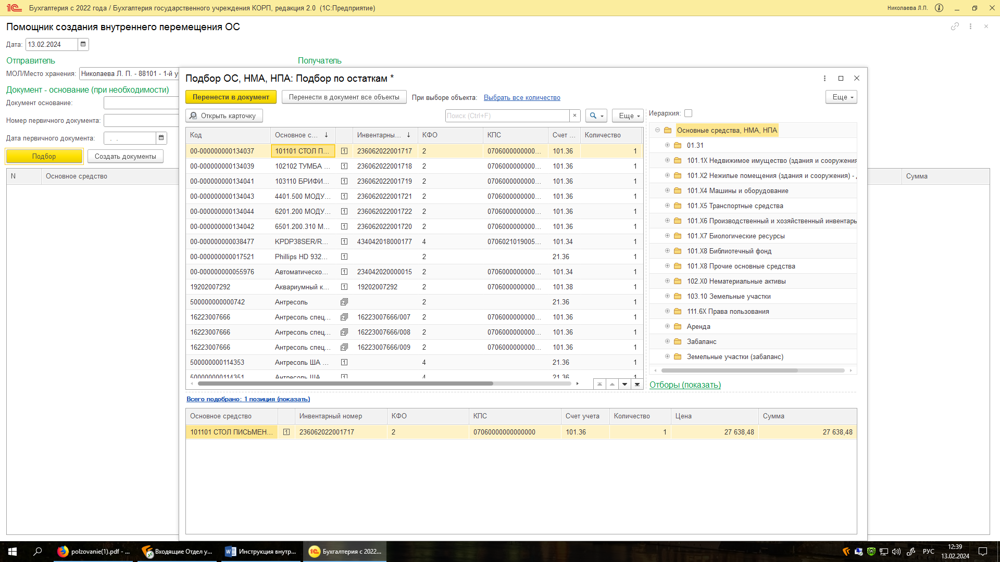 Бухгалтерия с 2022 года / Бухгалтерия государственного учреждения КОРП, редакция 2.0 (1С:Предприятие)
Николаева Л.П.
Помощник создания внутреннего перемещения ОС
Дата: 13.02.2024
Отправитель
Получатель
МОЛ/Место хранения: Николаева Л. П. - 88101 - 1-й у
Документ - основание (при необходимости)
Документ основание:
Номер первичного документа:
Дата первичного документа: . .
Подбор
Создать документы
N Основное средство Сумма
Подбор ОС, НМА, НПА: Подбор по остаткам *
Перенести в документ
Перенести в документ все объекты
При выборе объекта: Выбрать все количество
Еще
Открыть карточку
Поиск (Ctrl+F)
Еще
Код Основное с... Инвентарны... КФО КПС Счет ... Количество
00-000000000134037 101101 СТОЛ П... 236062022001717 2 0706000000000... 101.36 1
00-000000000134039 102102 ТУМБА ... 236062022001718 2 0706000000000... 101.36 1
00-000000000134041 103110 БРИФИ... 236062022001719 2 0706000000000... 101.36 1
00-000000000134043 4401.500 МОДУ... 236062022001721 2 0706000000000... 101.36 1
00-000000000134044 6201.200 МОДУ... 236062022001722 2 0706000000000... 101.36 1
00-000000000134042 6501.200.310 М... 236062022001720 2 0706000000000... 101.36 1
00-000000000038477 KPDP38SER/R... 434042018000177 4 0706021019005... 101.34 1
00-000000000017521 Phillips HD 932... 2 21.36 1
00-000000000055976 Автоматическо... 234042020000015 2 0706000000000... 101.34 1
19202007292 Аквариумный к... 19202007292 2 0706000000000... 101.38 1
500000000000742 Антресоль 2 21.36 1
16223007666 Антресоль спец... 16223007666/007 2 0706000000000... 101.36 1
16223007666 Антресоль спец... 16223007666/008 2 0706000000000... 101.36 1
16223007666 Антресоль спец... 16223007666/009 2 0706000000000... 101.36 1
500000000114353 Антресоль ША ... 4 21.36 1
500000000114351 Антресоль ША 4 21.36 1
Иерархия:
Основные средства, НМА, НПА
01.31
101.1X Недвижимое имущество (здания и сооружения
101.X2 Нежилые помещения (здания и сооружения) -
101.X4 Машины и оборудование
101.X5 Транспортные средства
101.X6 Производственный и хозяйственный инвентарь
101.X7 Биологические ресурсы
101.X8 Библиотечный фонд
101.X8 Прочие основные средства
102.X0 Нематериальные активы
103.10 Земельные участки
111.6X Права пользования
Аренда
Забаланс
Земельные участки (забаланс)
Отборы (показать)
Всего подобрано: 1 позиция (показать)
Основное средство Инвентарный номер КФО КПС Счет учета Количество Цена Сумма
101101 СТОЛ ПИСЬМЕН... 236062022001717 2 07060000000000000 101.36 1 27 638,48 27 638,48
polzovanie(1).pdf - ...
Входящие Отдел у...
Инструкция внутр...
Бухгалтерия с 2022...
РУС
12:39
13.02.2024